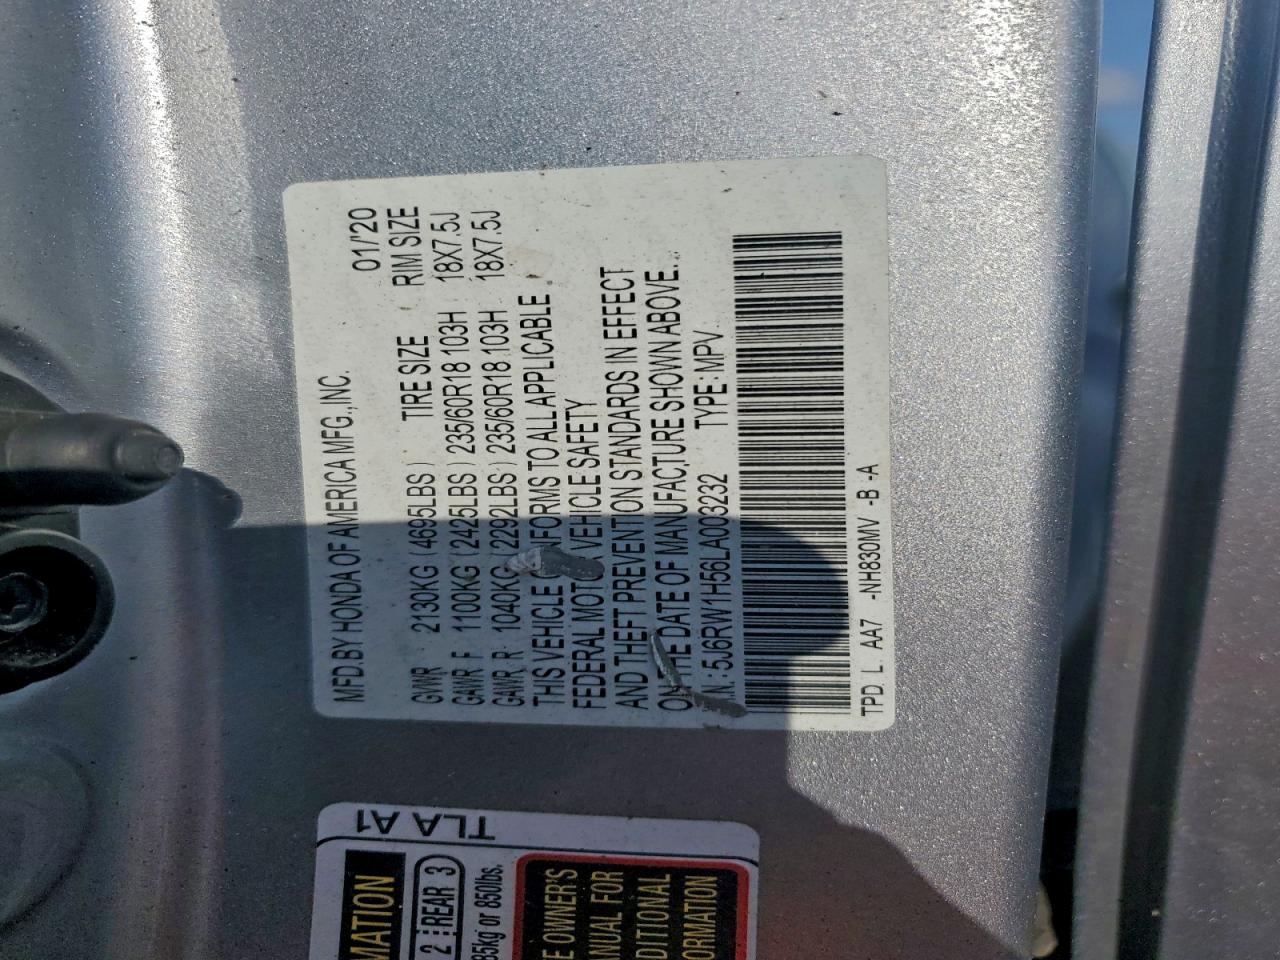 MFD.BY HONDA OF AMERICA MFG.,INC. 01/'20
GVWR 2130KG (4695LBS) TIRE SIZE RIM SIZE
GAWR F 1100KG (2425LBS) 235/60R18 103H 18X7.5J
GAWR R 1040KG (2292LBS) 235/60R18 103H 18X7.5J
THIS VEHICLE FORMS TO ALL APPLICABLE
FEDERAL MOT VEHICLE SAFETY
AND THEFT PREVENTION STANDARDS IN EFFECT
ON DATE OF MANUFACTURE SHOWN ABOVE.
:5J6RW1H56LA003232 TYPE:MPV
TPD L AA7 -NH830MV -B -A
TLA A1
MATION
2 REAR 3
85kg or 850lbs.
E OWNER'S
ANUAL FOR
DITIONAL
ORMATION